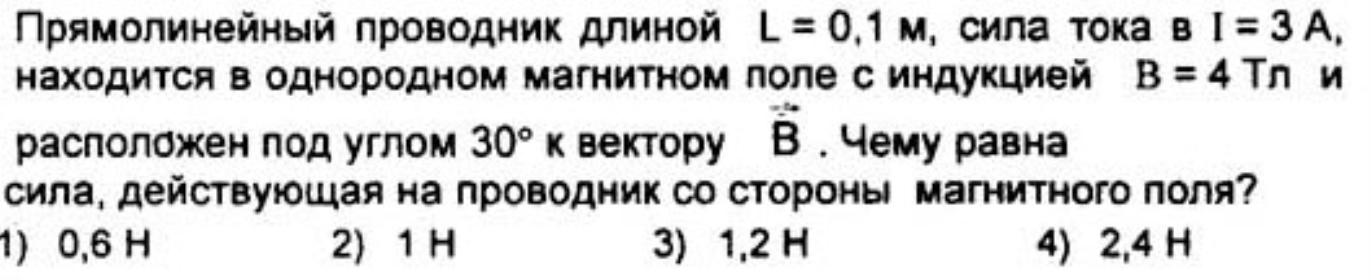 Прямолинейный проводник длиной L = 0,1 м, сила тока в I = 3 А,
находится в однородном магнитном поле с индукцией B = 4 Тл и
расположен под углом 30° к вектору B⃗ . Чему равна
сила, действующая на проводник со стороны магнитного поля?
1) 0,6 Н 2) 1 Н 3) 1,2 Н 4) 2,4 Н